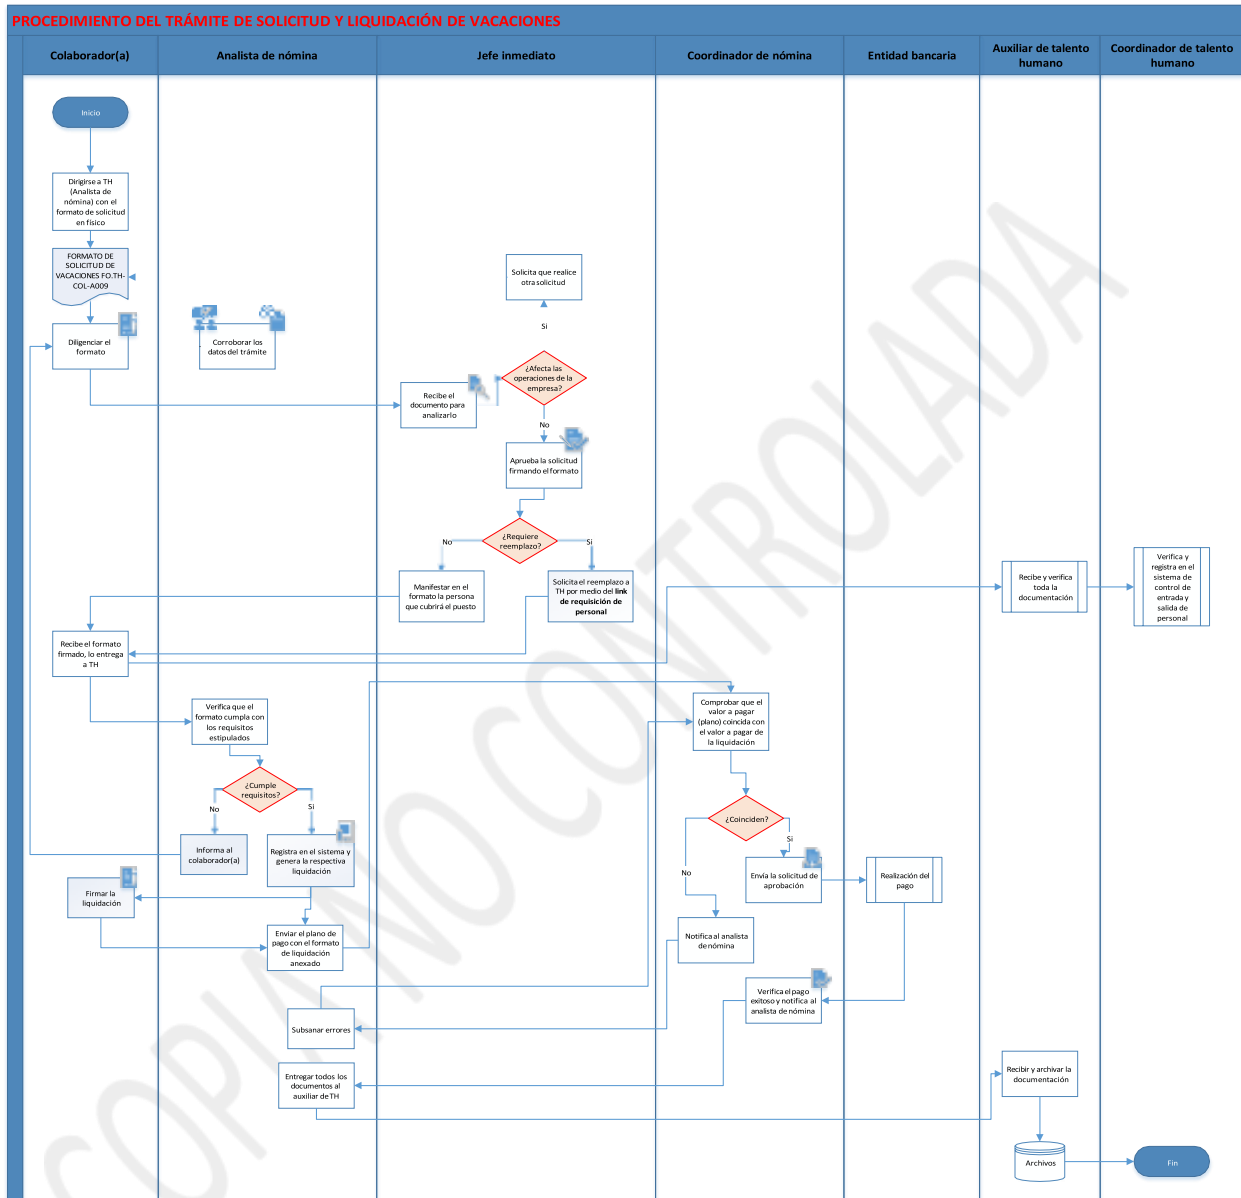 PROCEDIMIENTO DEL TRÁMITE DE SOLICITUD Y LIQUIDACIÓN DE VACACIONES
Colaborador(a)
Analista de nómina
Jefe inmediato
Coordinador de nómina
Entidad bancaria
Auxiliar de talento
humano
Coordinador de talento
humano
Inicio
Dirigirse a TH
(Analista de
nómina) con el
formato de solicitud
en físico
FORMATO DE
SOLICITUD DE
VACACIONES FO.TH-
COL-A009
Diligenciar el
formato
Corroborar los
datos del trámite
Solicita que realice
otra solicitud
Si
¿Afecta las
operaciones de la
empresa?
Recibe el
documento para
analizarlo
No
Aprueba la solicitud
firmando el formato
¿Requiere
reemplazo?
No
Si
Manifestar en el
formato la persona
que cubrirá el puesto
Solicita el reemplazo a
TH por medio del link
de requisición de
personal
Recibe y verifica
toda la
documentación
Verifica y
registra en el
sistema de
control de
entrada y
salida de
personal
Recibe el formato
firmado, lo entrega
a TH
Verifica que el
formato cumpla con
los requisitos
estipulados
Comprobar que el
valor a pagar
(plano) coincida con
el valor a pagar de
la liquidación
¿Cumple
requisitos?
No
Si
¿Coinciden?
Si
No
Informa al
colaborador(a)
Registra en el sistema y
genera la respectiva
liquidación
Envía la solicitud de
aprobación
Realización del
pago
Firmar la
liquidación
Enviar el plano de
pago con el formato
de liquidación
anexado
Notifica al analista
de nómina
Verifica el pago
exitoso y notifica al
analista de nómina
Subsanar errores
Entregar todos los
documentos al
auxiliar de TH
Recibir y archivar la
documentación
Archivos
Fin
COPIA NO CONTROLADA